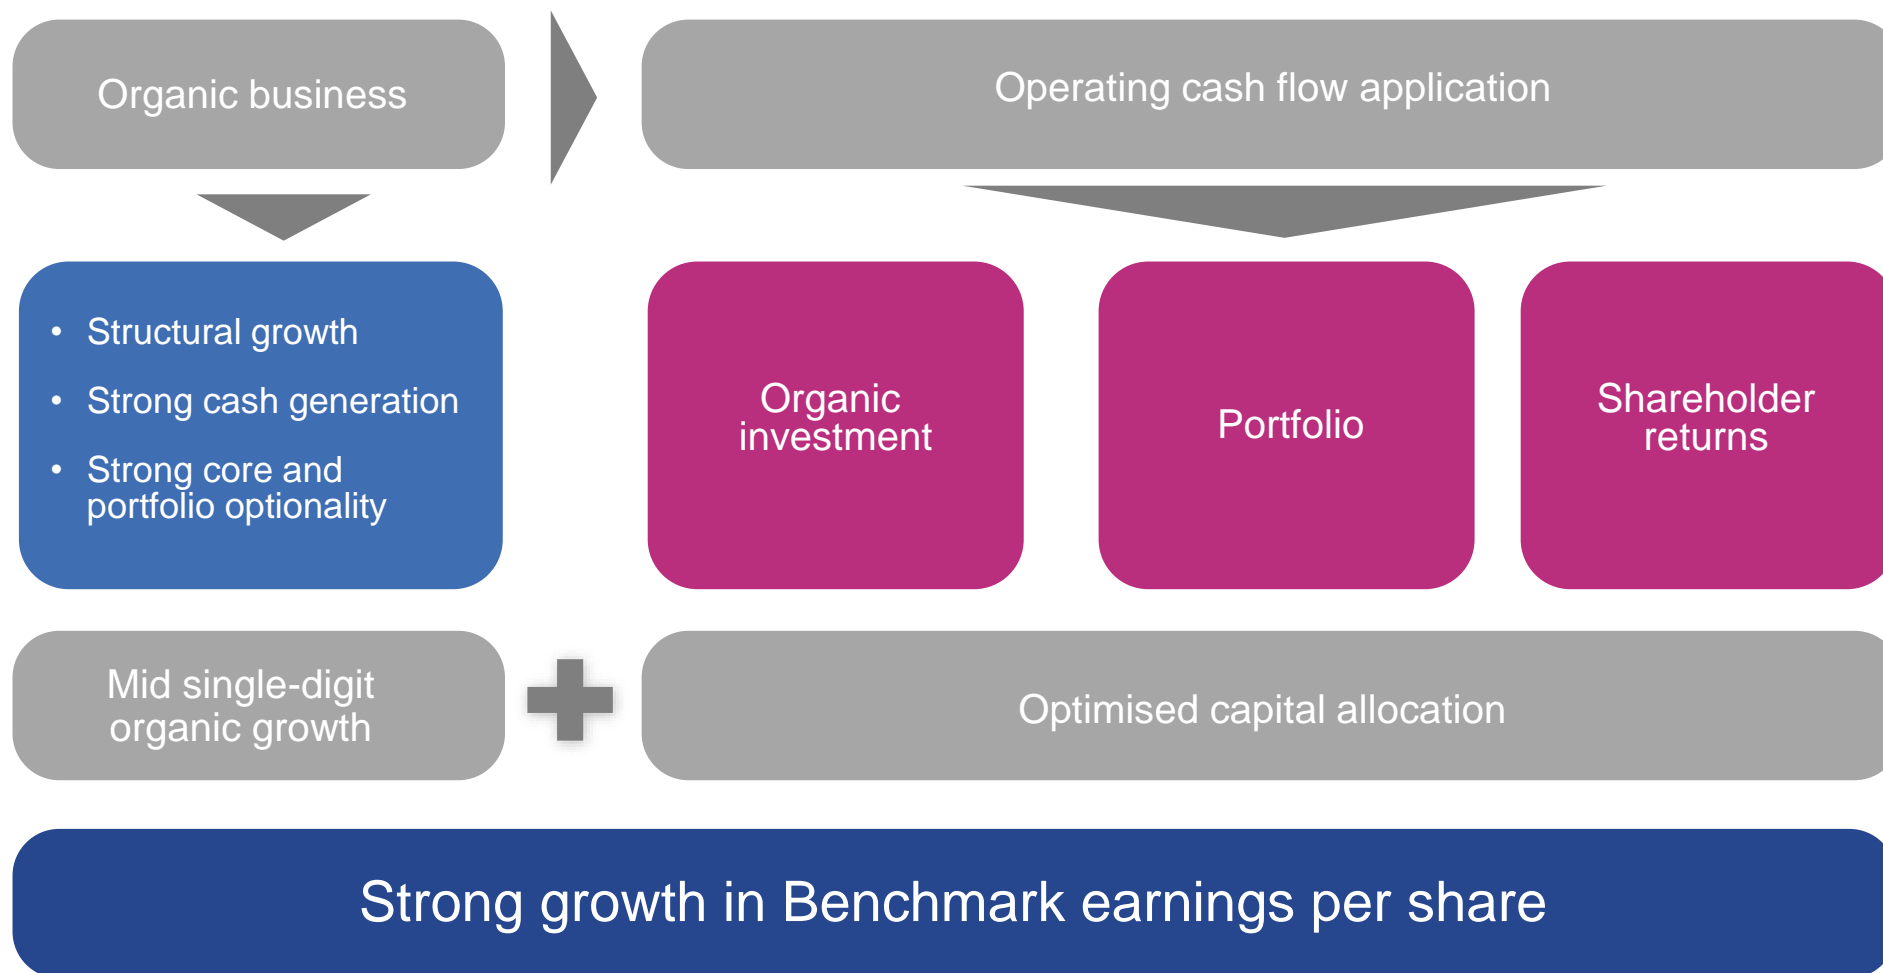 Organic business
Operating cash flow application
• Structural growth
• Strong cash generation
• Strong core and
portfolio optionality
Organic
investment
Portfolio
Shareholder
returns
Mid single-digit
organic growth
Optimised capital allocation
Strong growth in Benchmark earnings per share